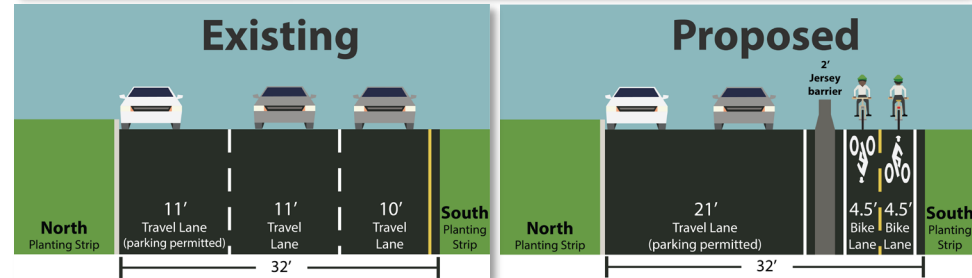 Existing
11’
Travel Lane
(parking permitted)
11’
Travel
Lane
10’
Travel
Lane
North
Planting Strip
South
Planting
Strip
32’
Proposed
2’
Jersey
barrier
21’
Travel Lane
(parking permitted)
4.5’
Bike
Lane
4.5’
Bike
Lane
North
Planting Strip
South
Planting
Strip
32’